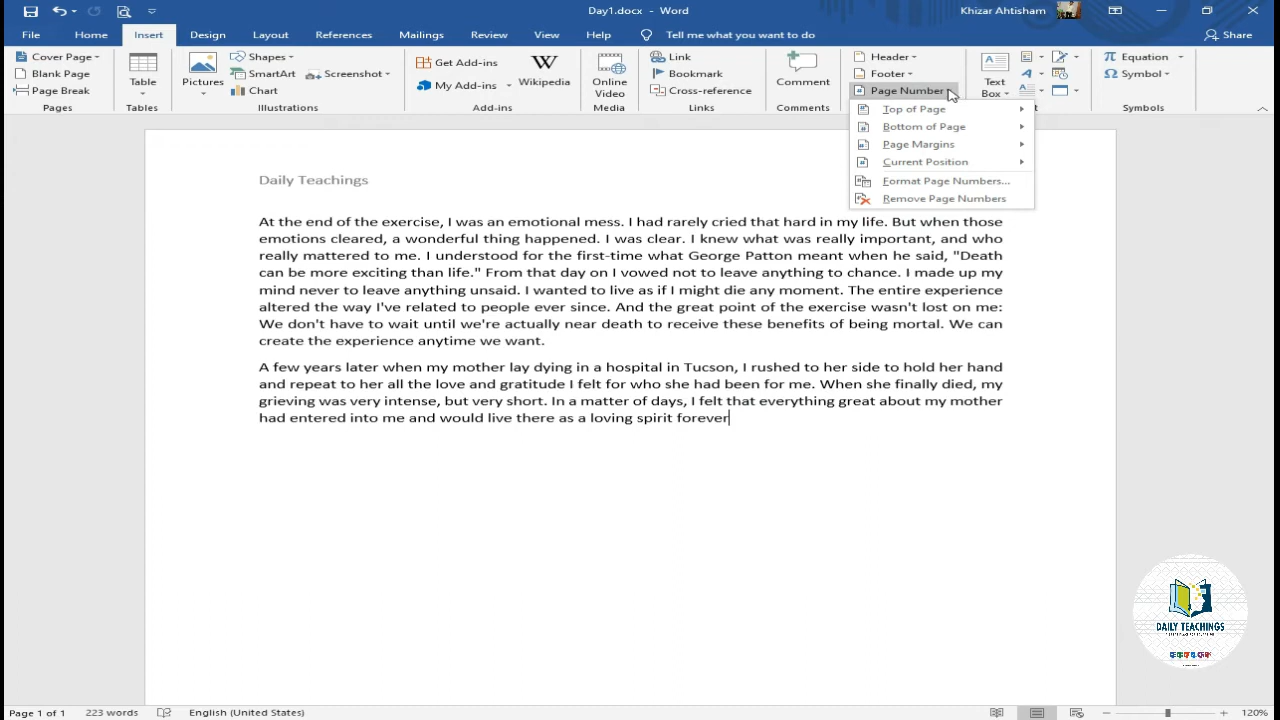 Day1.docx - Word
Khizar Ahtisham
File Home Insert Design Layout References Mailings Review View Help Tell me what you want to do Share
Cover Page
Blank Page
Page Break
Pages
Table
Tables
Pictures
Shapes
SmartArt
Chart
Screenshot
Illustrations
Get Add-ins
My Add-ins
Wikipedia
Add-ins
Online
Video
Media
Link
Bookmark
Cross-reference
Links
Comment
Comments
Header
Footer
Page Number
Text
Box
Equation
Symbol
Symbols
Top of Page
Bottom of Page
Page Margins
Current Position
Format Page Numbers...
Remove Page Numbers
Daily Teachings
At the end of the exercise, I was an emotional mess. I had rarely cried that hard in my life. But when those
emotions cleared, a wonderful thing happened. I was clear. I knew what was really important, and who
really mattered to me. I understood for the first-time what George Patton meant when he said, "Death
can be more exciting than life." From that day on I vowed not to leave anything to chance. I made up my
mind never to leave anything unsaid. I wanted to live as if I might die any moment. The entire experience
altered the way I've related to people ever since. And the great point of the exercise wasn't lost on me:
We don't have to wait until we're actually near death to receive these benefits of being mortal. We can
create the experience anytime we want.
A few years later when my mother lay dying in a hospital in Tucson, I rushed to her side to hold her hand
and repeat to her all the love and gratitude I felt for who she had been for me. When she finally died, my
grieving was very intense, but very short. In a matter of days, I felt that everything great about my mother
had entered into me and would live there as a loving spirit forever
DAILY TEACHINGS
Page 1 of 1 223 words English (United States) 120%